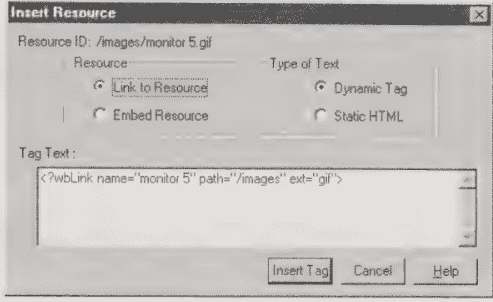 Insert Resource
Resource ID: /images/monitor 5.gif
Resource
Type of Text
Link to Resource
Dynamic Tag
Embed Resource
Static HTML
Tag Text :
<?wbLink name="monitor 5" path="/images" ext="gif">
Insert Tag Cancel Help